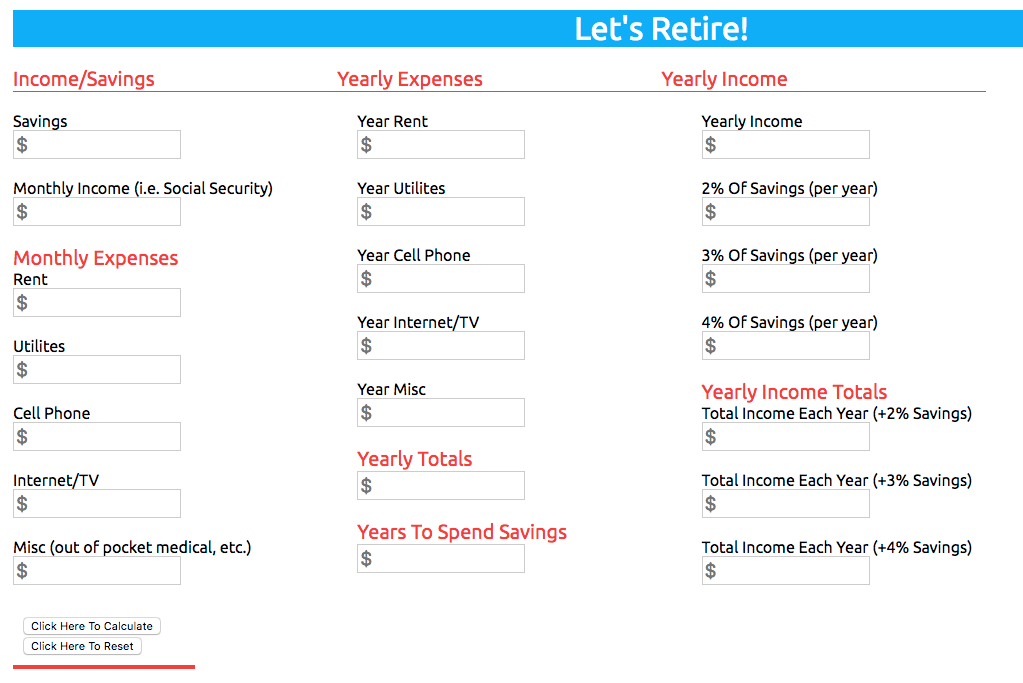 Let's Retire!
Income/Savings
Savings
$
Monthly Income (i.e. Social Security)
$
Monthly Expenses
Rent
$
Utilites
$
Cell Phone
$
Internet/TV
$
Misc (out of pocket medical, etc.)
$
Click Here To Calculate
Click Here To Reset
Yearly Expenses
Year Rent
$
Year Utilites
$
Year Cell Phone
$
Year Internet/TV
$
Year Misc
$
Yearly Totals
$
Years To Spend Savings
$
Yearly Income
Yearly Income
$
2% Of Savings (per year)
$
3% Of Savings (per year)
$
4% Of Savings (per year)
$
Yearly Income Totals
Total Income Each Year (+2% Savings)
$
Total Income Each Year (+3% Savings)
$
Total Income Each Year (+4% Savings)
$